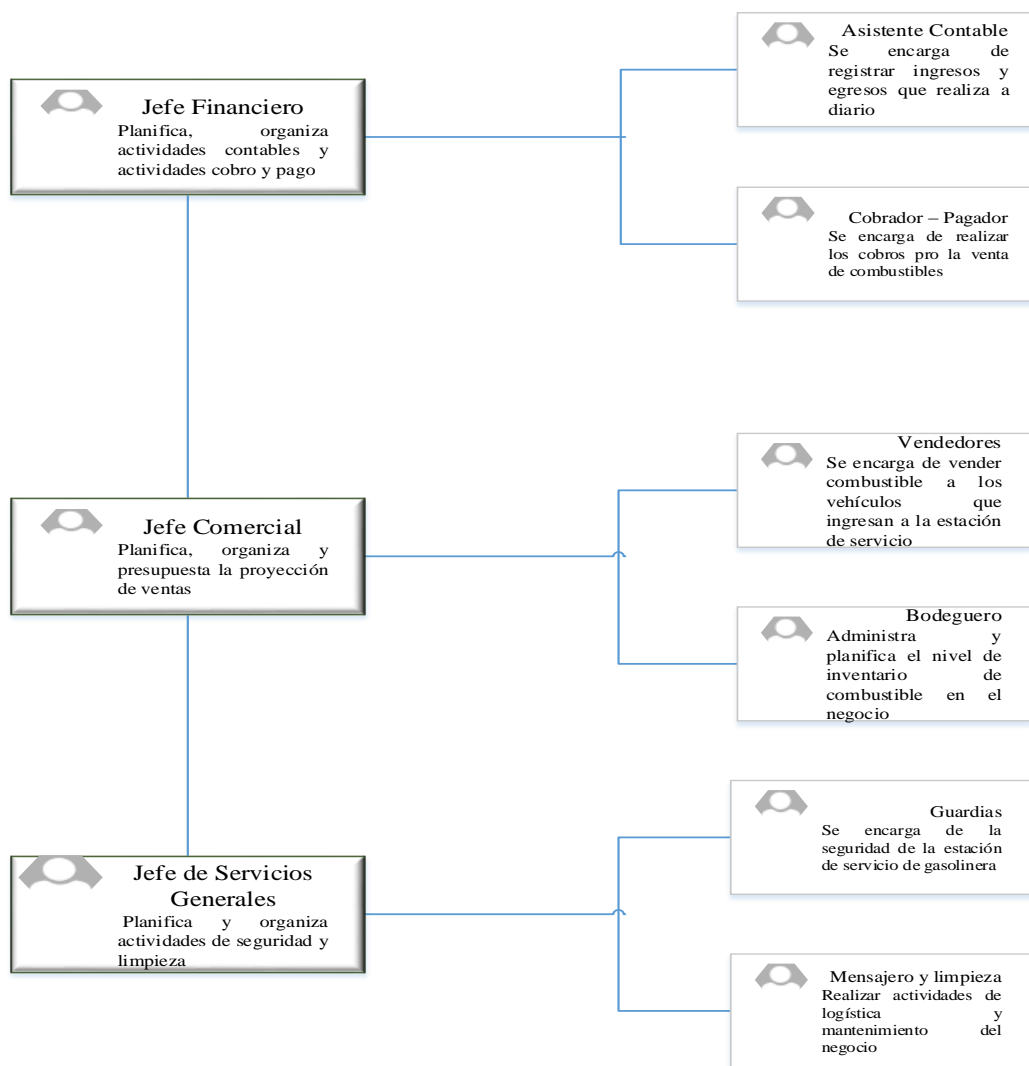 Jefe Financiero
Planifica, organiza
actividades contables y
actividades cobro y pago
Asistente Contable
Se encarga de
registrar ingresos y
egresos que realiza a
diario
Cobrador – Pagador
Se encarga de realizar
los cobros pro la venta
de combustibles
Jefe Comercial
Planifica, organiza y
presupuesta la proyección
de ventas
Vendedores
Se encarga de vender
combustible a los
vehículos que
ingresan a la estación
de servicio
Bodeguero
Administra y
planifica el nivel de
inventario de
combustible en el
negocio
Jefe de Servicios
Generales
Planifica y organiza
actividades de seguridad y
limpieza
Guardias
Se encarga de la
seguridad de la estación
de servicio de gasolinera
Mensajero y limpieza
Realizar actividades de
logística y
mantenimiento del
negocio